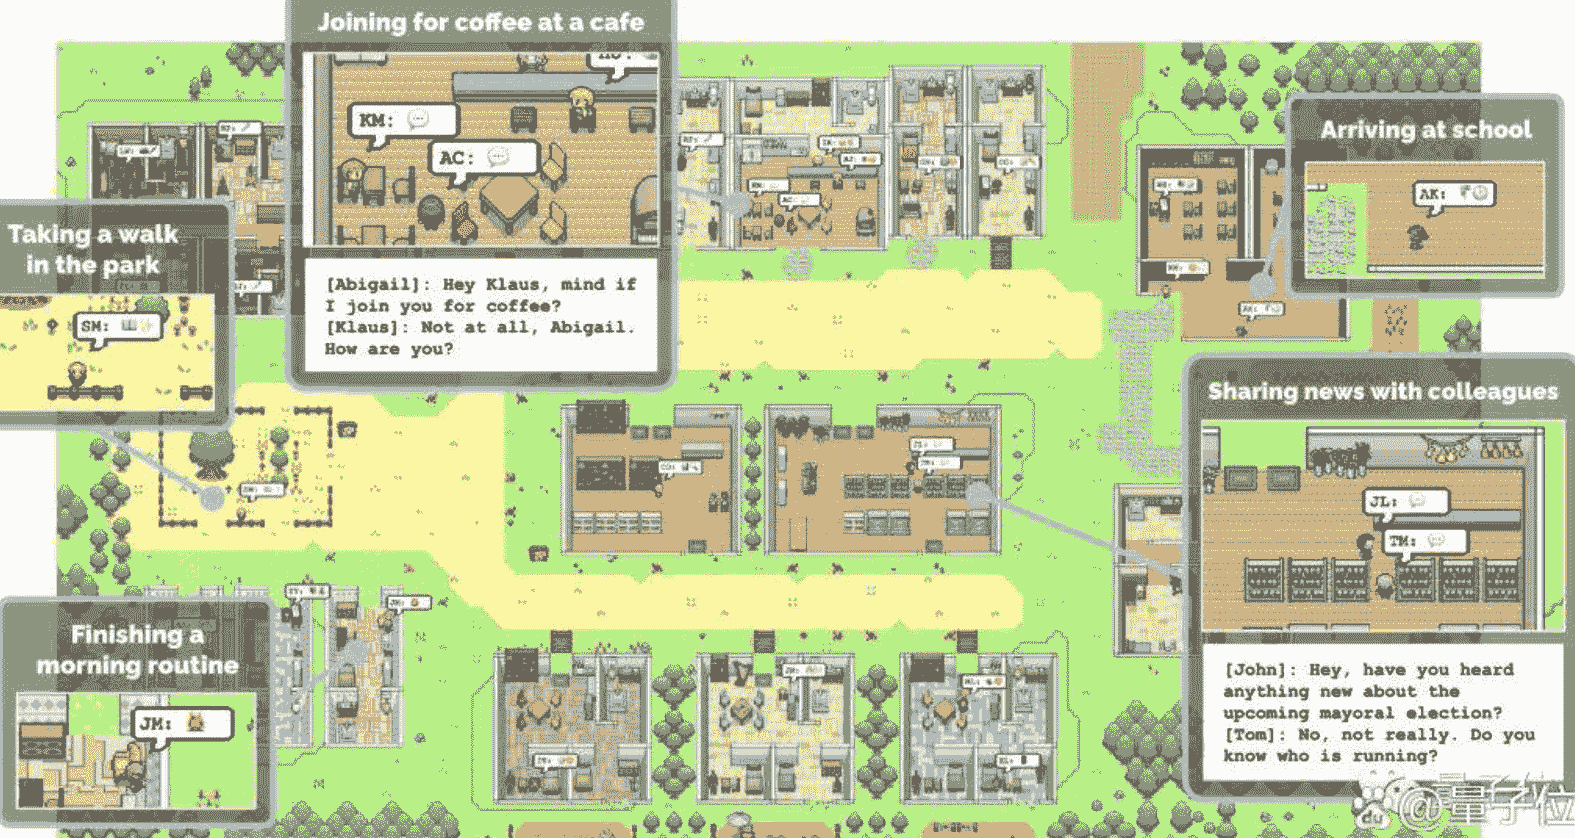 Joining for coffee at a cafe
KM:
AC:
[Abigail]: Hey Klaus, mind if
I join you for coffee?
[Klaus]: Not at all, Abigail.
How are you?
Taking a walk
in the park
SM:
Arriving at school
AK:
Sharing news with colleagues
JL:
TM:
[John]: Hey, have you heard
anything new about the
upcoming mayoral election?
[Tom]: No, not really. Do you
know who is running?
Finishing a
morning routine
JM:
du
@量子位